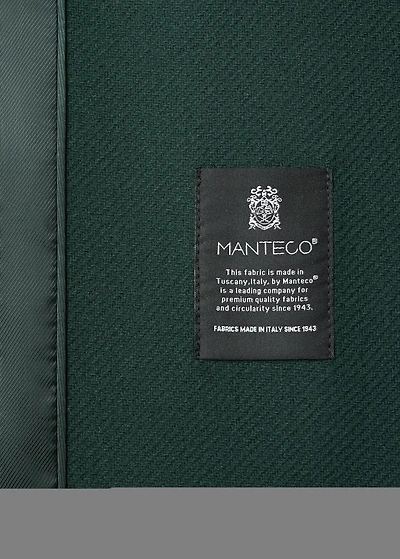 MANTECO®
This fabric is made in
Tuscany,Italy, by Manteco®
is a leading company for
premium quality fabrics
and circularity since 1943.
FABRICS MADE IN ITALY SINCE 1943